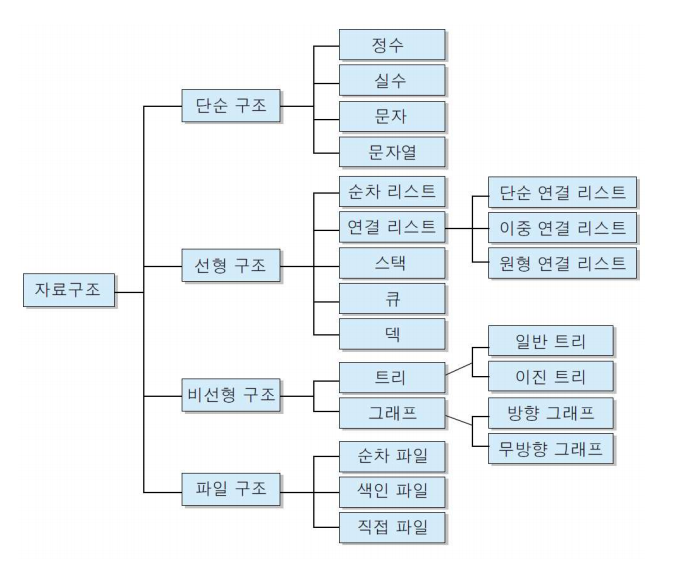 자료구조
단순 구조
정수
실수
문자
문자열
선형 구조
순차 리스트
연결 리스트
단순 연결 리스트
이중 연결 리스트
원형 연결 리스트
스택
큐
덱
비선형 구조
트리
일반 트리
이진 트리
그래프
방향 그래프
무방향 그래프
파일 구조
순차 파일
색인 파일
직접 파일